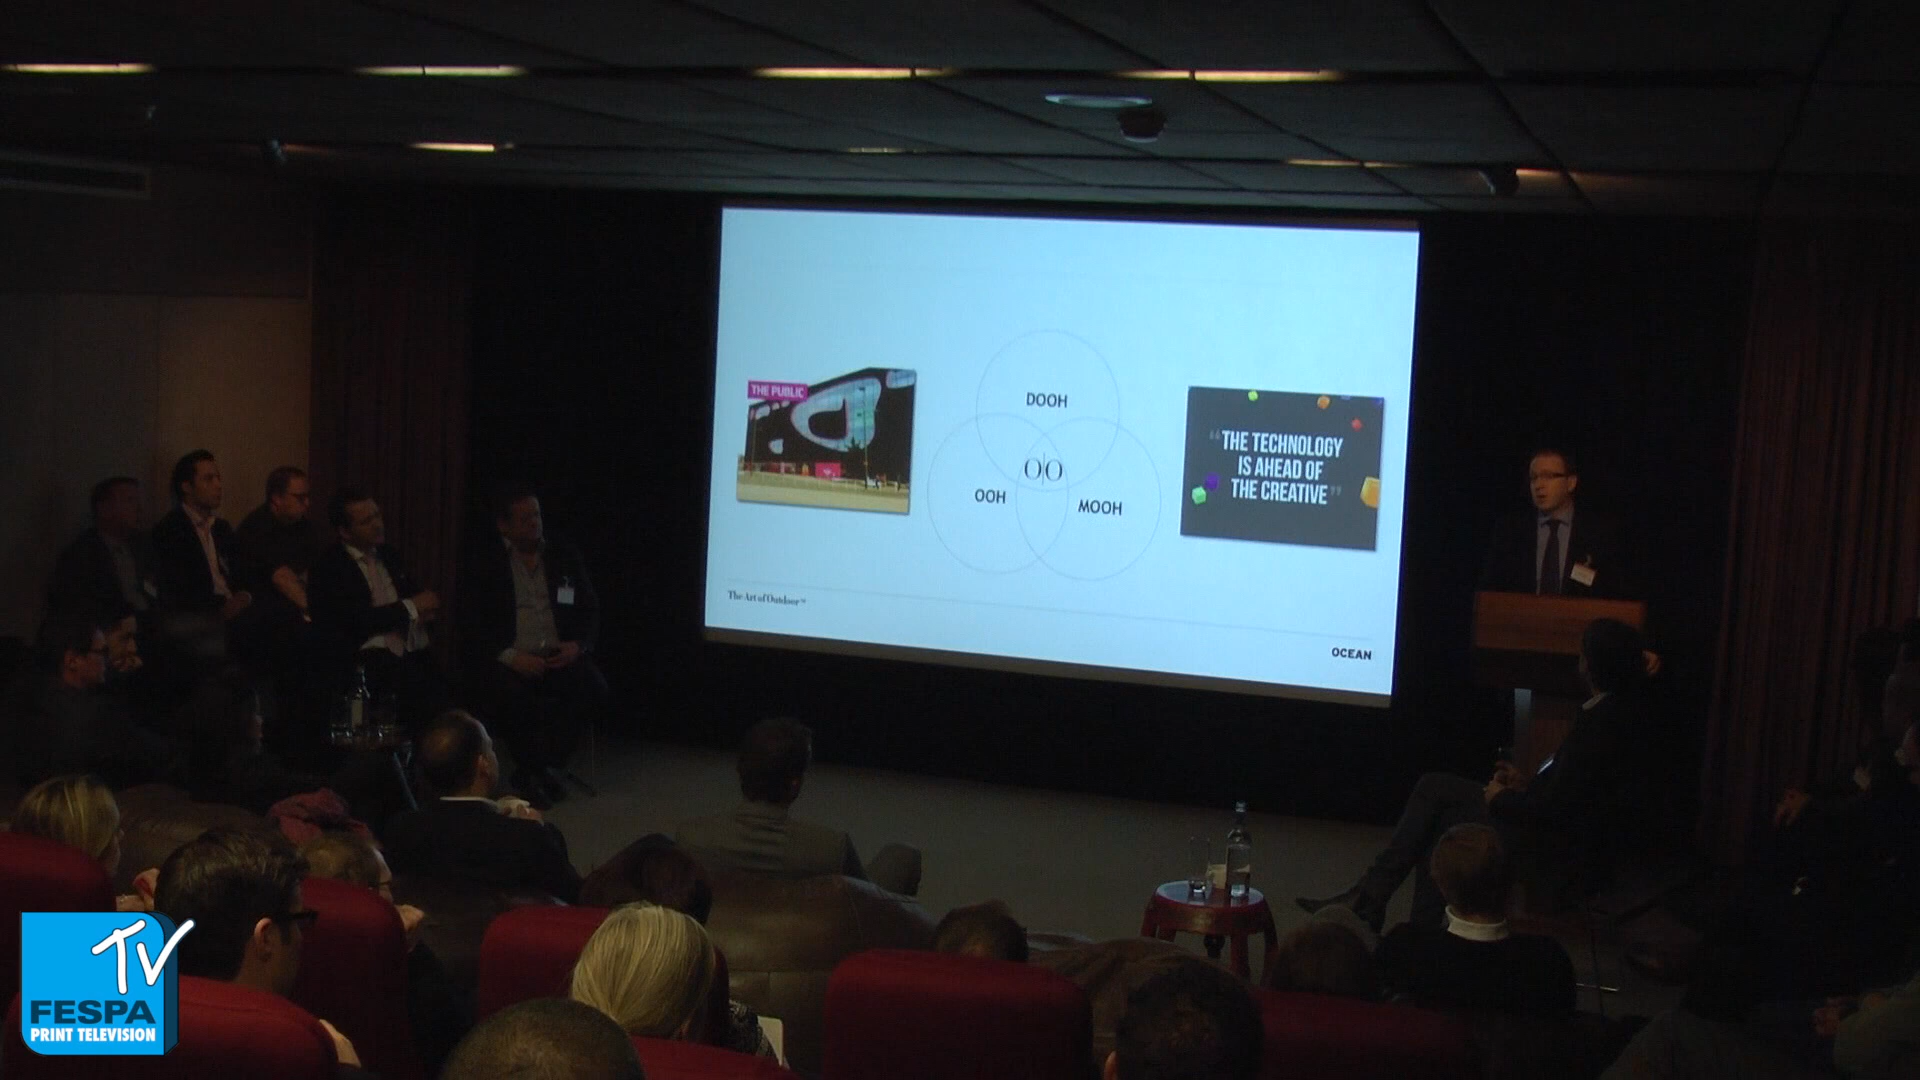 THE PUBLIC
DOOH
O|O
OOH
MOOH
“THE TECHNOLOGY
IS AHEAD OF
THE CREATIVE”
The Art of Outdoor™
OCEAN
TV
FESPA
PRINT TELEVISION